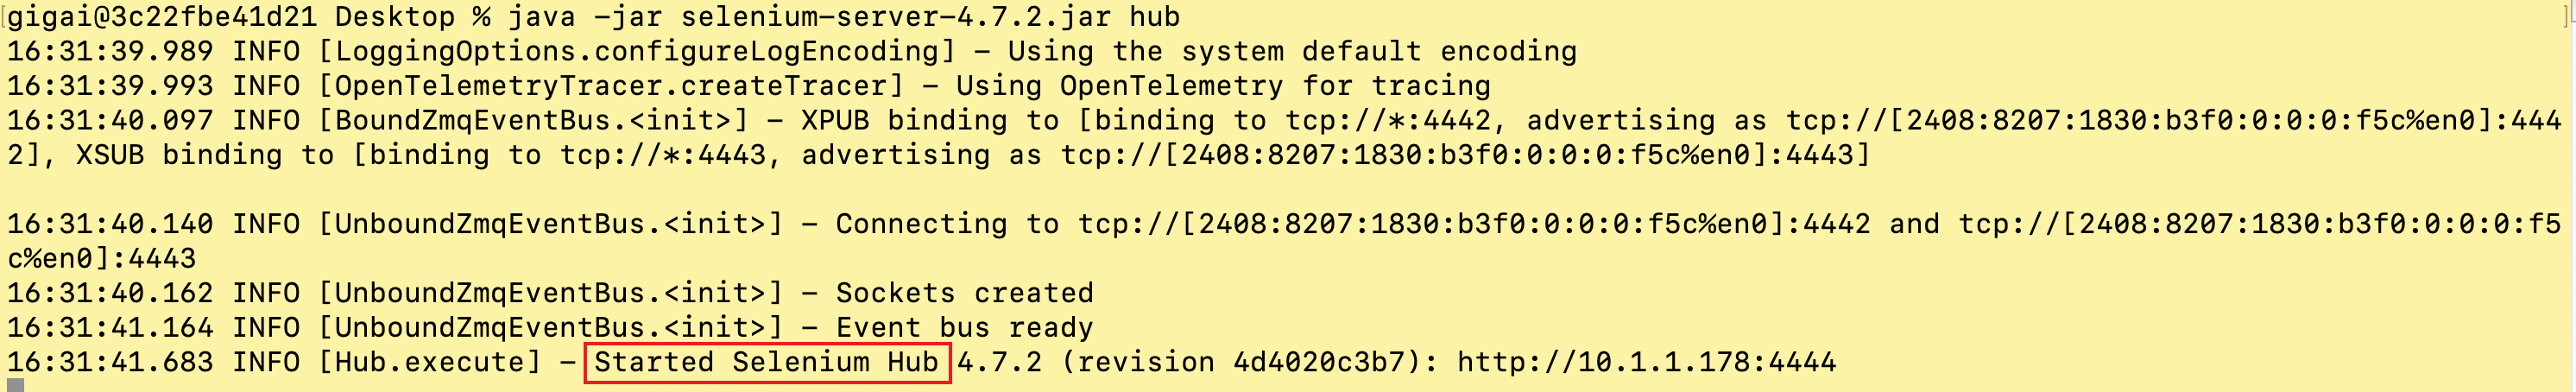 gigai@3c22fbe41d21 Desktop % java -jar selenium-server-4.7.2.jar hub
16:31:39.989 INFO [LoggingOptions.configureLogEncoding] - Using the system default encoding
16:31:39.993 INFO [OpenTelemetryTracer.createTracer] - Using OpenTelemetry for tracing
16:31:40.097 INFO [BoundZmqEventBus.<init>] - XPUB binding to [binding to tcp://*:4442, advertising as tcp://[2408:8207:1830:b3f0:0:0:0:f5c%en0]:444
2], XSUB binding to [binding to tcp://*:4443, advertising as tcp://[2408:8207:1830:b3f0:0:0:0:f5c%en0]:4443]
16:31:40.140 INFO [UnboundZmqEventBus.<init>] - Connecting to tcp://[2408:8207:1830:b3f0:0:0:0:f5c%en0]:4442 and tcp://[2408:8207:1830:b3f0:0:0:0:f5
c%en0]:4443
16:31:40.162 INFO [UnboundZmqEventBus.<init>] - Sockets created
16:31:41.164 INFO [UnboundZmqEventBus.<init>] - Event bus ready
16:31:41.683 INFO [Hub.execute] - Started Selenium Hub 4.7.2 (revision 4d4020c3b7): http://10.1.1.178:4444